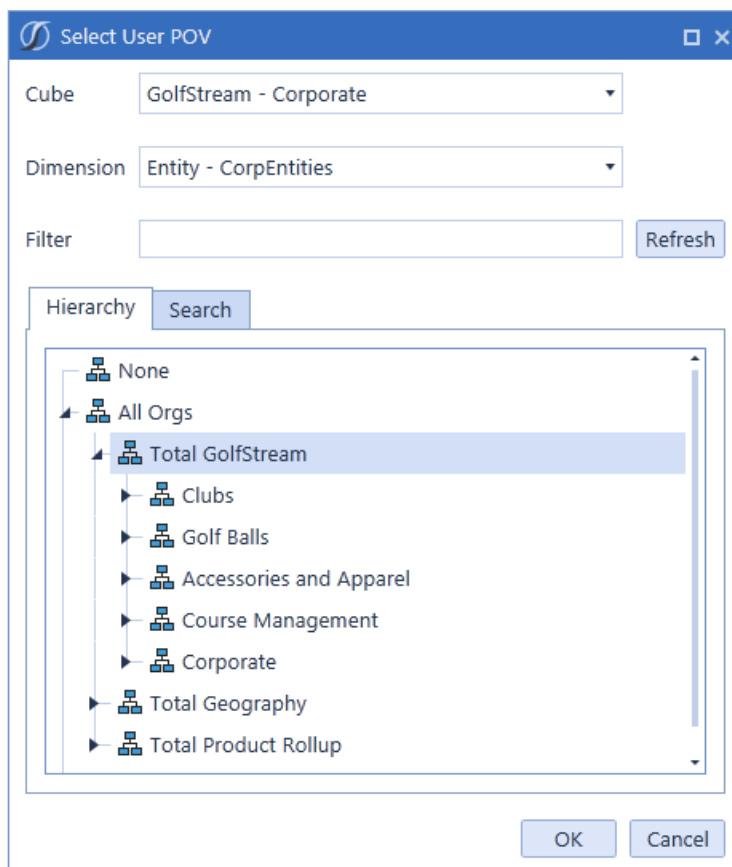 Select User POV
Cube GolfStream - Corporate
Dimension Entity - CorpEntities
Filter Refresh
Hierarchy Search
None
All Orgs
Total GolfStream
Clubs
Golf Balls
Accessories and Apparel
Course Management
Corporate
Total Geography
Total Product Rollup
OK Cancel